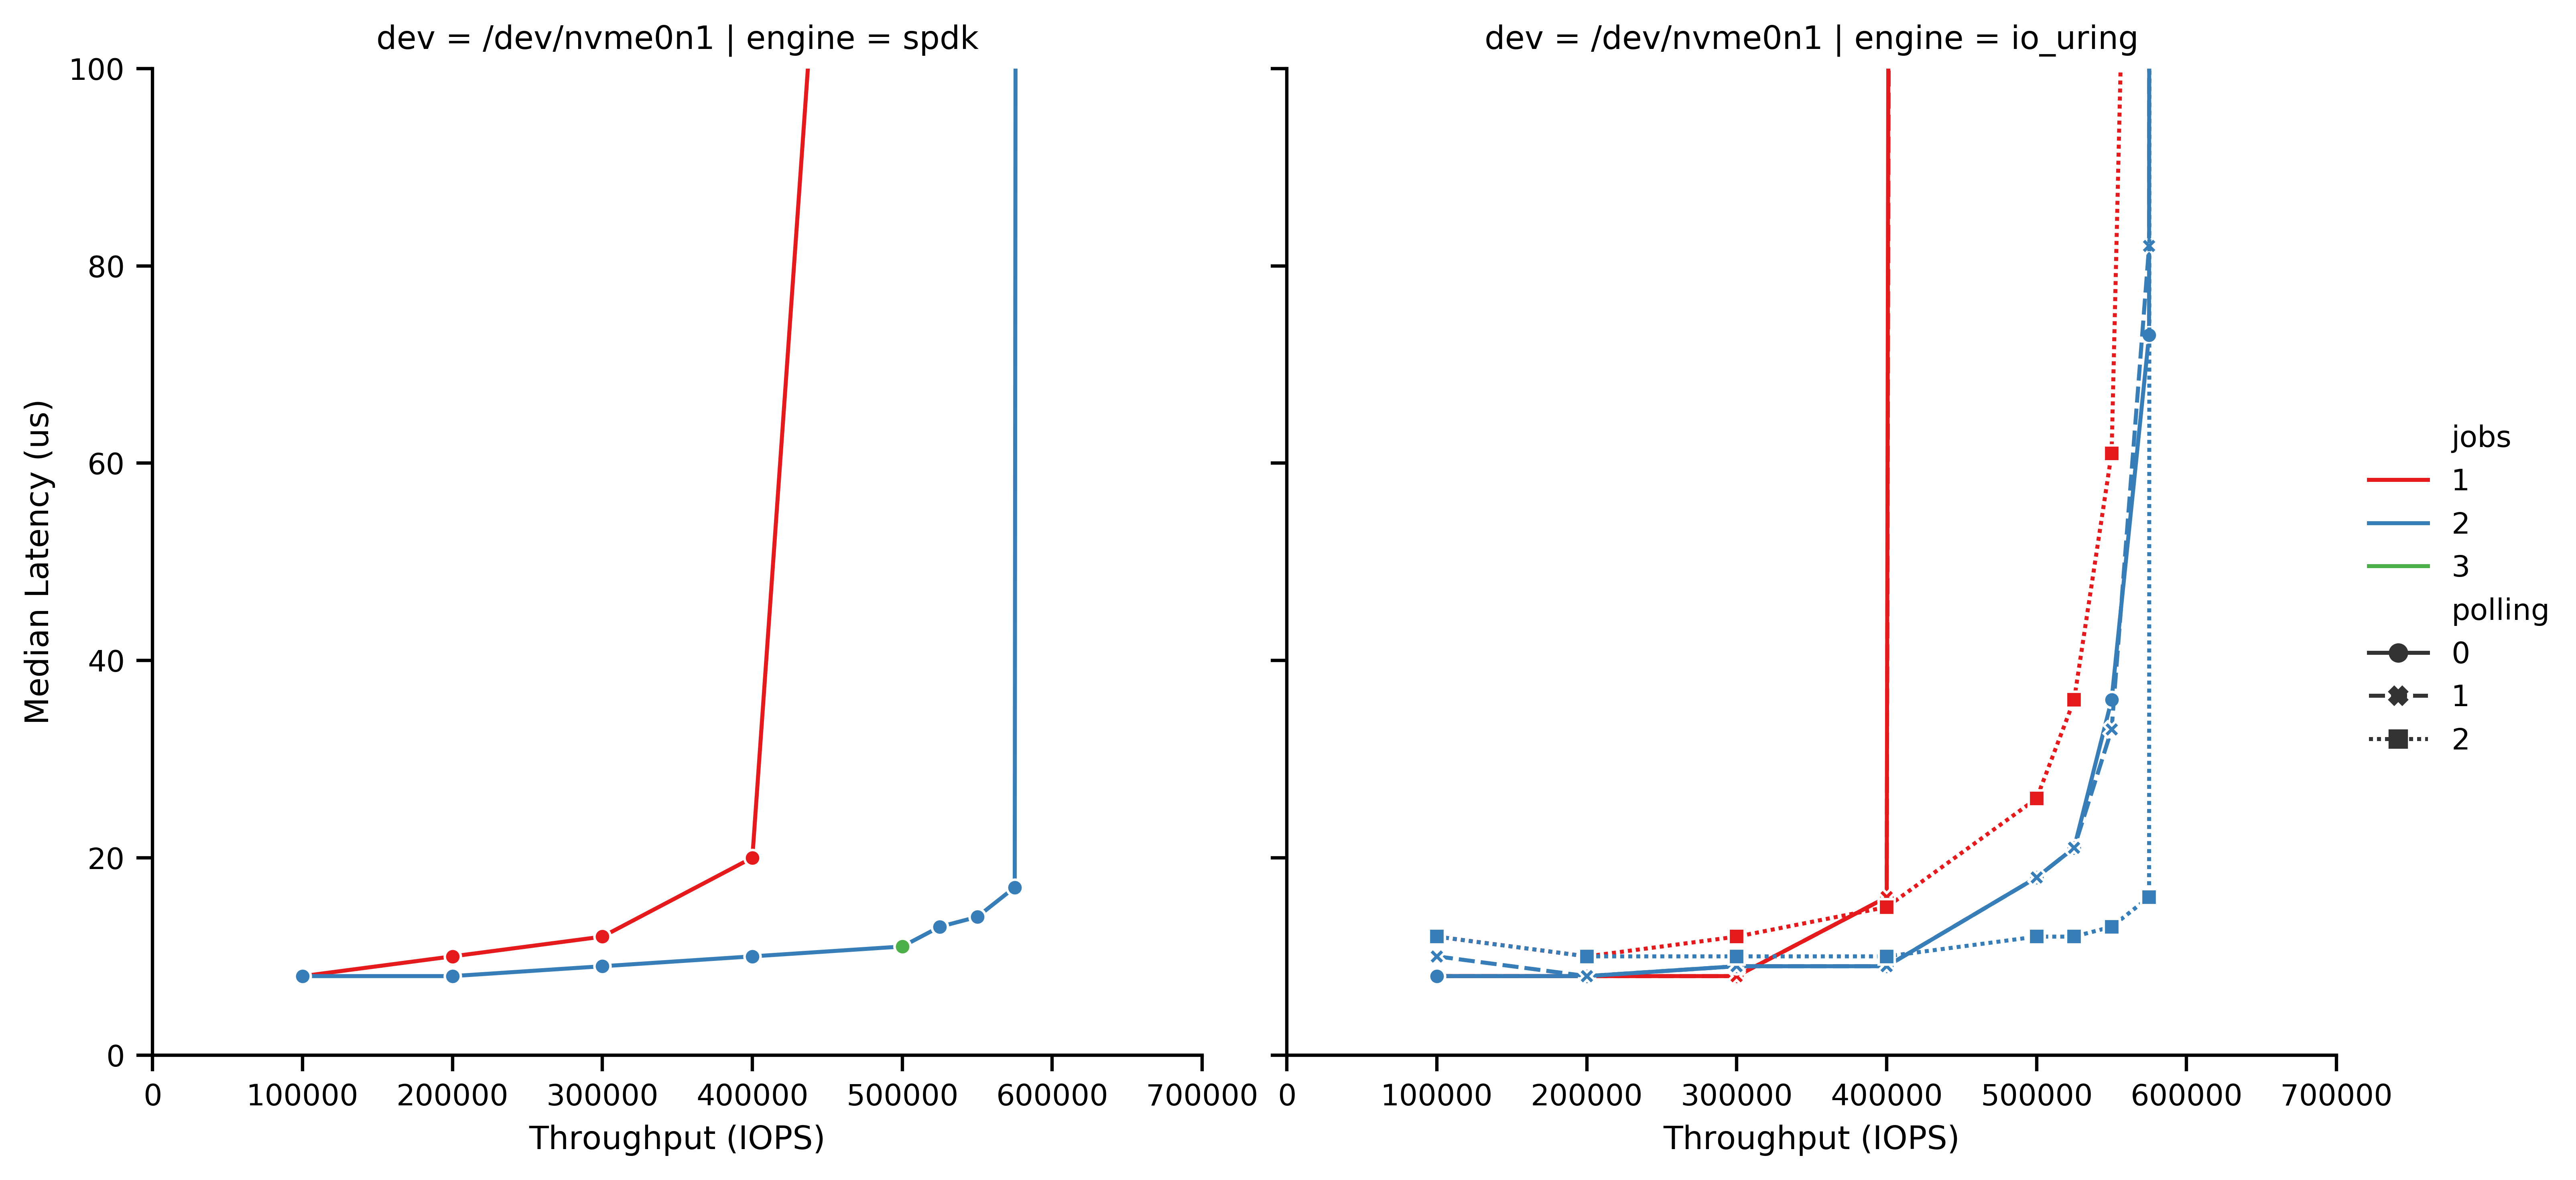 dev = /dev/nvme0n1 | engine = spdk
dev = /dev/nvme0n1 | engine = io_uring
Median Latency (us)
100
80
60
40
20
0
0 100000 200000 300000 400000 500000 600000 700000
Throughput (IOPS)
0 100000 200000 300000 400000 500000 600000 700000
Throughput (IOPS)
jobs
1
2
3
polling
0
1
2